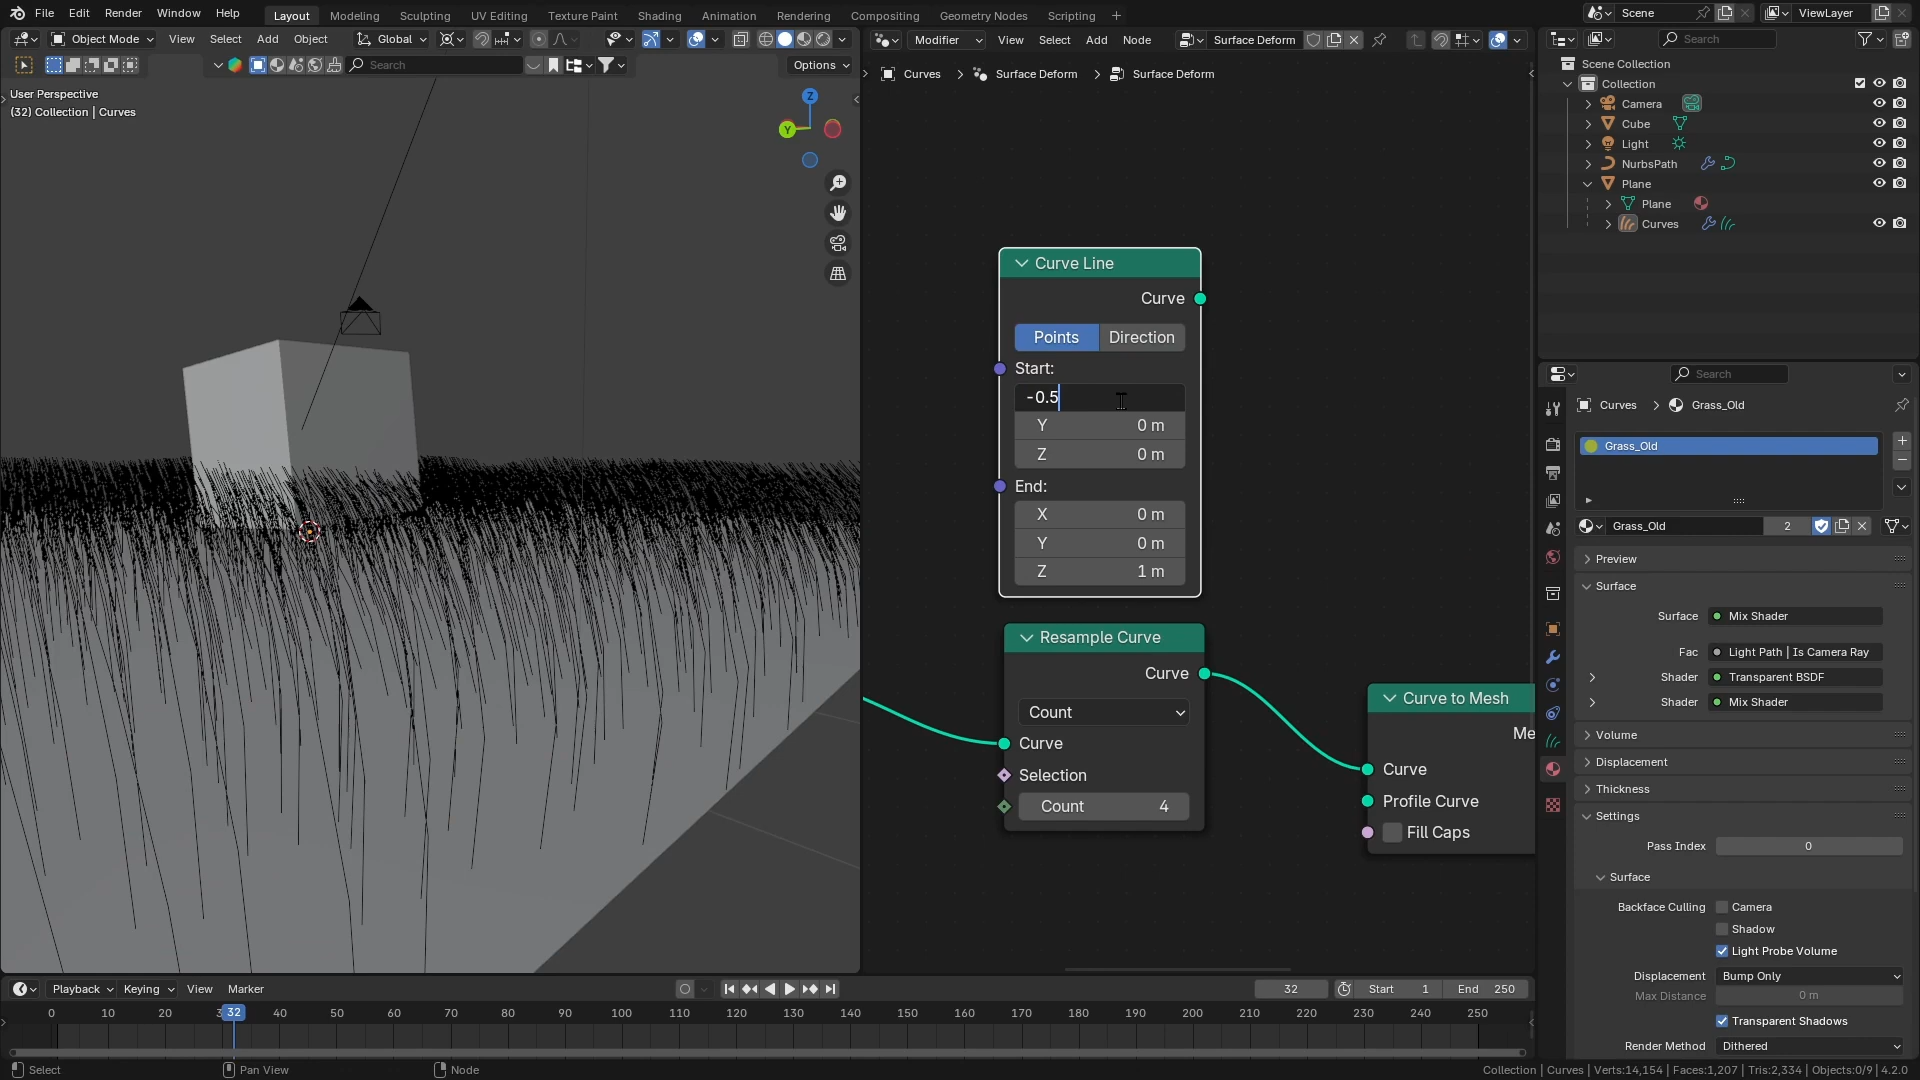 File Edit Render Window Help
Layout Modeling Sculpting UV Editing Texture Paint Shading Animation Rendering Compositing Geometry Nodes Scripting +
Scene
ViewLayer
Object Mode View Select Add Object Global
Modifier View Select Add Node Surface Deform
Search
Search Options
Curves > Surface Deform > Surface Deform
User Perspective
(32) Collection | Curves
Z
Y
Curve Line
Curve
Points Direction
Start:
-0.5
Y 0 m
Z 0 m
End:
X 0 m
Y 0 m
Z 1 m
Resample Curve
Curve
Count
Curve
Selection
Count 4
Curve to Mesh
Me
Curve
Profile Curve
Fill Caps
Scene Collection
Collection
Camera
Cube
Light
NurbsPath
Plane
Plane
Curves
Search
Curves > Grass_Old
Grass_Old
Grass_Old 2
Preview
Surface
Surface Mix Shader
Fac Light Path | Is Camera Ray
Shader Transparent BSDF
Shader Mix Shader
Volume
Displacement
Thickness
Settings
Pass Index 0
Surface
Backface Culling Camera
Shadow
Light Probe Volume
Displacement Bump Only
Max Distance 0 m
Transparent Shadows
Render Method Dithered
Playback Keying View Marker
32 Start 1 End 250
0 10 20 3 32 40 50 60 70 80 90 100 110 120 130 140 150 160 170 180 190 200 210 220 230 240 250
Select Pan View Node
Collection | Curves | Verts:14,154 | Faces:1,207 | Tris:2,334 | Objects:0/9 | 4.2.0